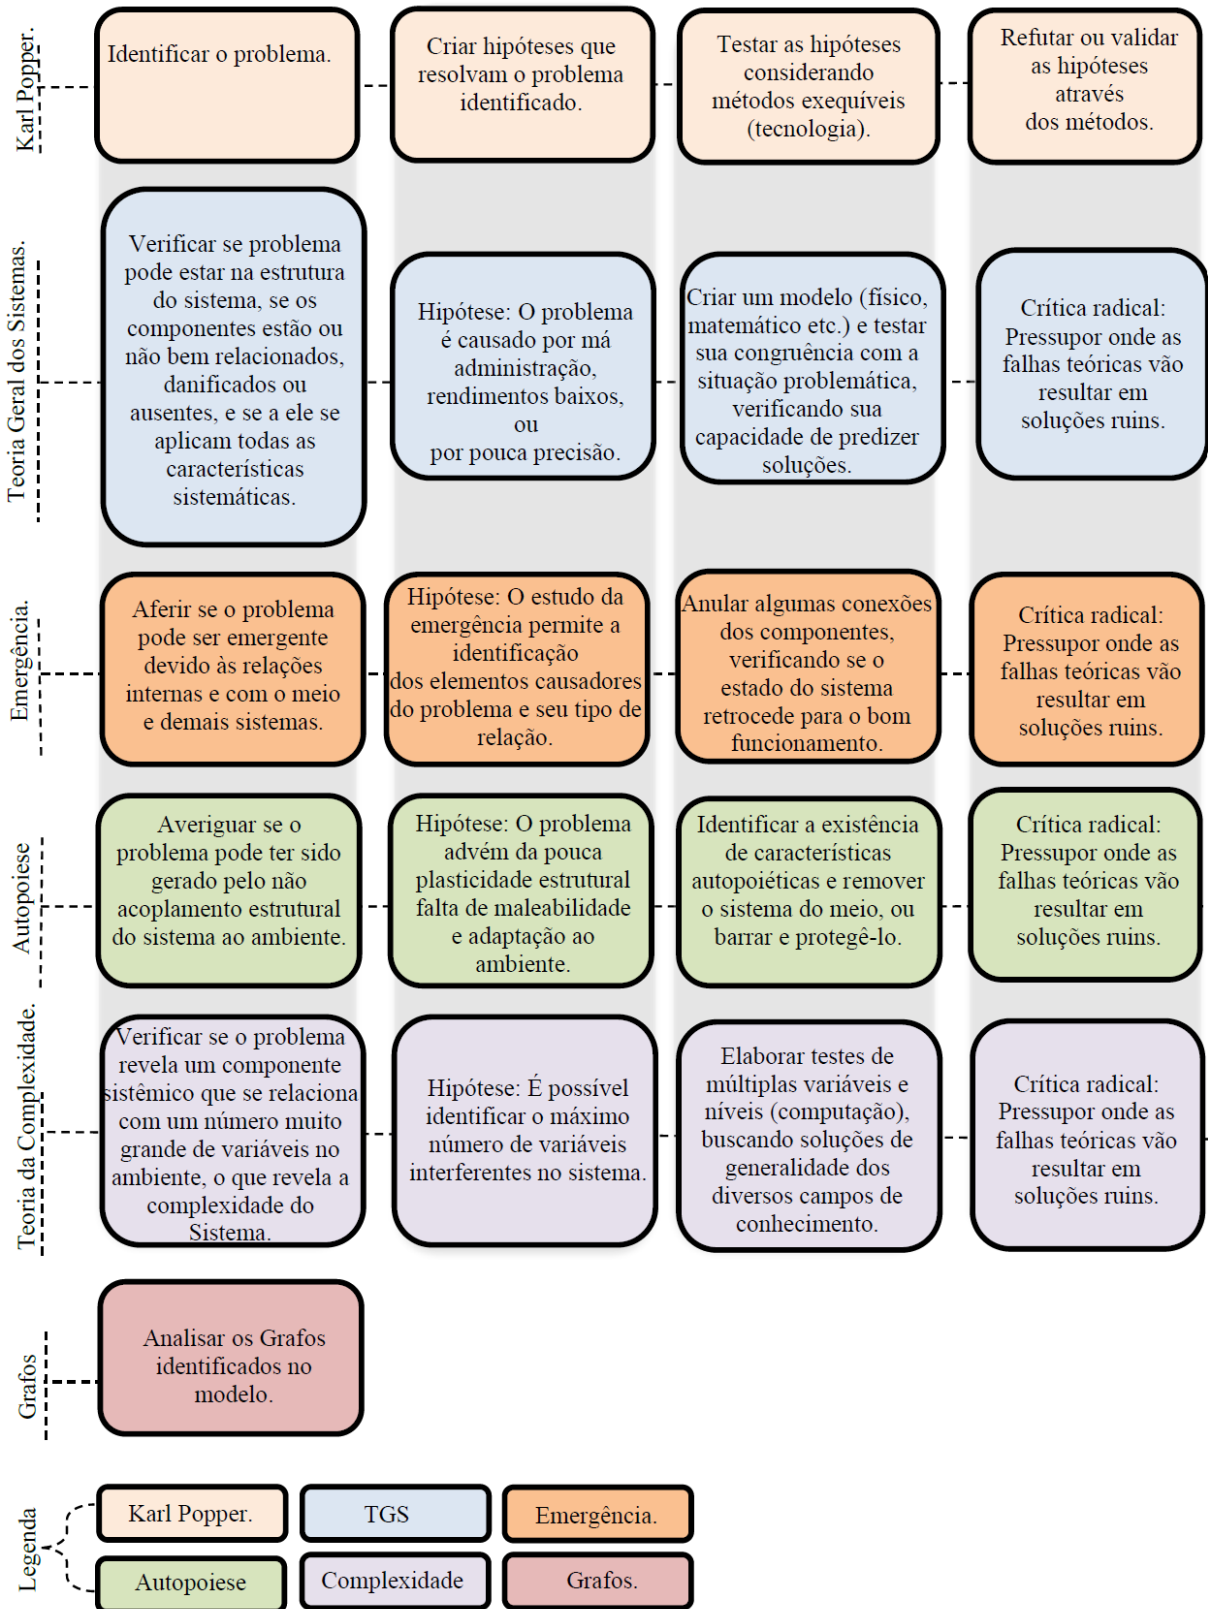 Karl Popper.
Identificar o problema.
Criar hipóteses que
resolvam o problema
identificado.
Testar as hipóteses
considerando
métodos exequíveis
(tecnologia).
Refutar ou validar
as hipóteses
através
dos métodos.
Teoria Geral dos Sistemas.
Verificar se problema
pode estar na estrutura
do sistema, se os
componentes estão ou
não bem relacionados,
danificados ou
ausentes, e se a ele se
aplicam todas as
características
sistemáticas.
Hipótese: O problema
é causado por má
administração,
rendimentos baixos,
ou
por pouca precisão.
Criar um modelo (físico,
matemático etc.) e testar
sua congruência com a
situação problemática,
verificando sua
capacidade de predizer
soluções.
Crítica radical:
Pressupor onde as
falhas teóricas vão
resultar em
soluções ruins.
Emergência.
Aferir se o problema
pode ser emergente
devido às relações
internas e com o meio
e demais sistemas.
Hipótese: O estudo da
emergência permite a
identificação
dos elementos causadores
do problema e seu tipo de
relação.
Anular algumas conexões
dos componentes,
verificando se o
estado do sistema
retrocede para o bom
funcionamento.
Crítica radical:
Pressupor onde as
falhas teóricas vão
resultar em
soluções ruins.
Autopoiese
Averiguar se o
problema pode ter sido
gerado pelo não
acoplamento estrutural
do sistema ao ambiente.
Hipótese: O problema
advém da pouca
plasticidade estrutural
falta de maleabilidade
e adaptação ao
ambiente.
Identificar a existência
de características
autopoiéticas e remover
o sistema do meio, ou
barrar e protegê-lo.
Crítica radical:
Pressupor onde as
falhas teóricas vão
resultar em
soluções ruins.
Teoria da Complexidade.
Verificar se o problema
revela um componente
sistêmico que se relaciona
com um número muito
grande de variáveis no
ambiente, o que revela a
complexidade do
Sistema.
Hipótese: É possível
identificar o máximo
número de variáveis
interferentes no sistema.
Elaborar testes de
múltiplas variáveis e
níveis (computação),
buscando soluções de
generalidade dos
diversos campos de
conhecimento.
Crítica radical:
Pressupor onde as
falhas teóricas vão
resultar em
soluções ruins.
Grafos
Analisar os Grafos
identificados no
modelo.
Legenda
Karl Popper.
TGS
Emergência.
Autopoiese
Complexidade
Grafos.